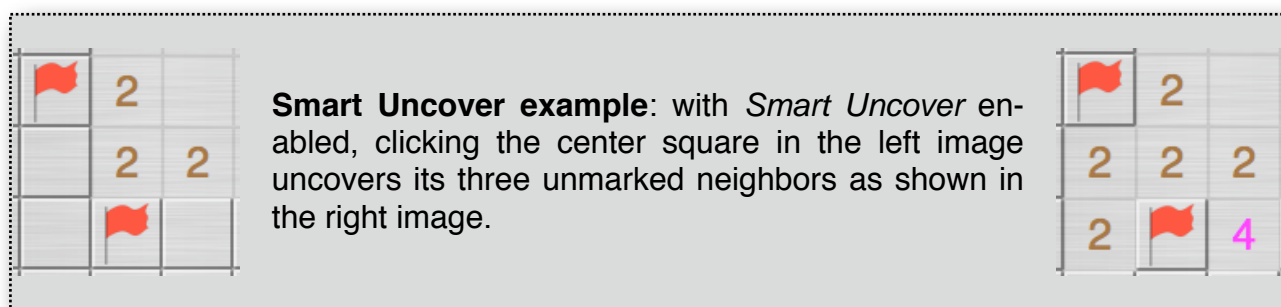 2
2 2
Smart Uncover example: with Smart Uncover en-
abled, clicking the center square in the left image
uncovers its three unmarked neighbors as shown in
the right image.
2
2 2 2
2 4